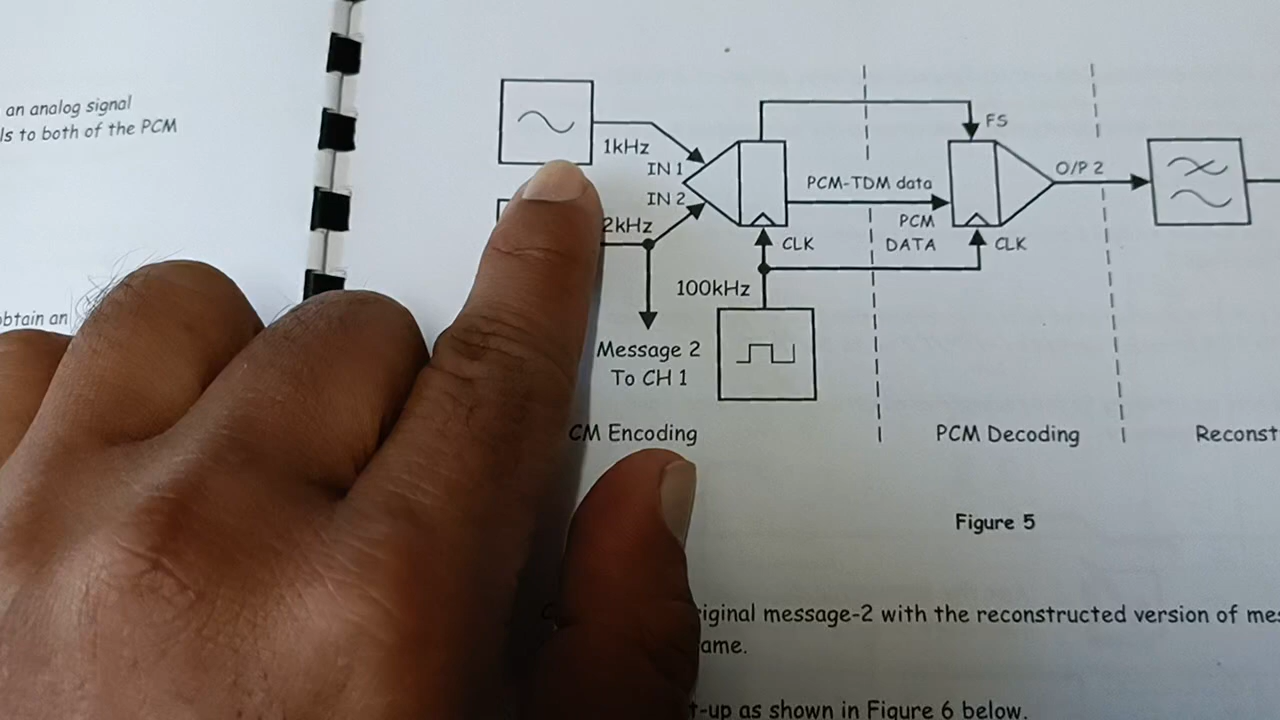 an analog signal
ls to both of the PCM
obtain an
1kHz
IN 1
IN 2
2kHz
FS
PCM-TDM data
O/P 2
PCM
DATA
CLK
CLK
100kHz
Message 2
To CH 1
CM Encoding
PCM Decoding
Reconst
Figure 5
iginal message-2 with the reconstructed version of mes
ame.
t-up as shown in Figure 6 below.